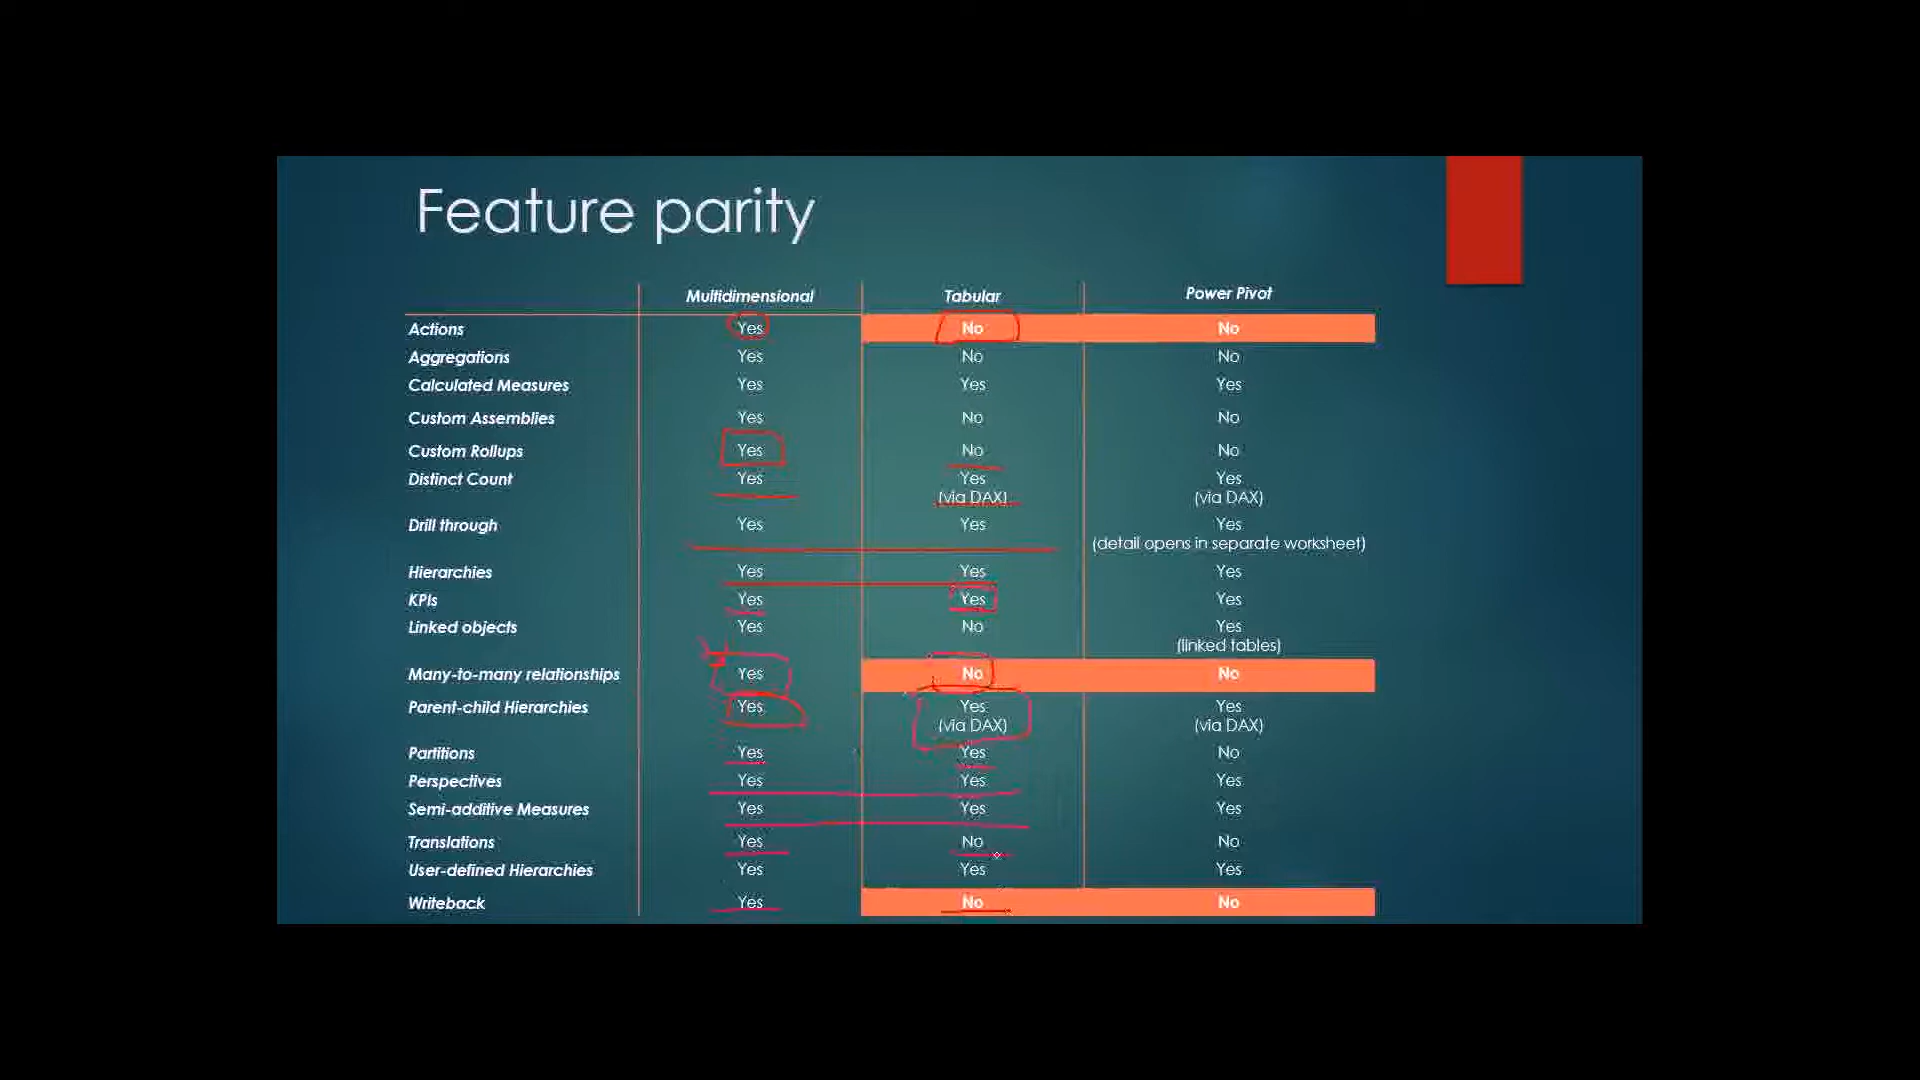 Feature parity
Multidimensional Tabular Power Pivot
Actions Yes No No
Aggregations Yes No No
Calculated Measures Yes Yes Yes
Custom Assemblies Yes No No
Custom Rollups Yes No No
Distinct Count Yes Yes Yes
(via DAX) (via DAX)
Drill through Yes Yes Yes
(detail opens in separate worksheet)
Hierarchies Yes Yes Yes
KPIs Yes Yes Yes
Linked objects Yes No Yes
(linked tables)
Many-to-many relationships Yes No No
Parent-child Hierarchies Yes Yes Yes
(via DAX) (via DAX)
Partitions Yes Yes No
Perspectives Yes Yes Yes
Semi-additive Measures Yes Yes Yes
Translations Yes No No
User-defined Hierarchies Yes Yes Yes
Writeback Yes No No